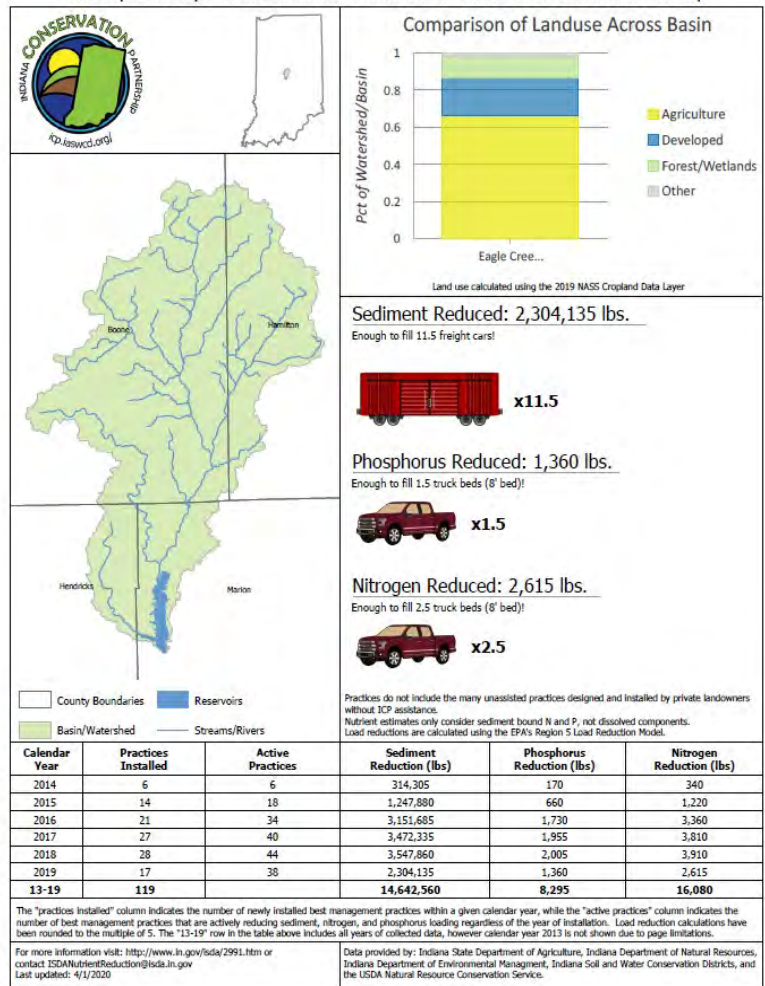 INDIANA CONSERVATION PARTNERSHIP
icp.iaswcd.org/
Comparison of Landuse Across Basin
Pct of Watershed/Basin
1
0.8
0.6
0.4
0.2
0
Eagle Cree...
Agriculture
Developed
Forest/Wetlands
Other
Land use calculated using the 2019 NASS Cropland Data Layer
Boone
Hamilton
Hendricks
Marion
County Boundaries
Reservoirs
Basin/Watershed
Streams/Rivers
Sediment Reduced: 2,304,135 lbs.
Enough to fill 11.5 freight cars!
x11.5
Phosphorus Reduced: 1,360 lbs.
Enough to fill 1.5 truck beds (8' bed)!
x1.5
Nitrogen Reduced: 2,615 lbs.
Enough to fill 2.5 truck beds (8' bed)!
x2.5
Practices do not include the many unassisted practices designed and installed by private landowners
without ICP assistance.
Nutrient estimates only consider sediment bound N and P, not dissolved components.
Load reductions are calculated using the EPA's Region 5 Load Reduction Model.
Calendar Year Practices Installed Active Practices Sediment Reduction (lbs) Phosphorus Reduction (lbs) Nitrogen Reduction (lbs)
2014 6 6 314,305 170 340
2015 14 18 1,247,880 660 1,220
2016 21 34 3,151,685 1,730 3,360
2017 27 40 3,472,335 1,955 3,810
2018 28 44 3,547,860 2,005 3,910
2019 17 38 2,304,135 1,360 2,615
13-19 119 14,642,560 8,295 16,080
The "practices installed" column indicates the number of newly installed best management practices within a given calendar year, while the "active practices" column indicates the
number of best management practices that are actively reducing sediment, nitrogen, and phosphorus loading regardless of the year of installation. Load reduction calculations have
been rounded to the multiple of 5. The "13-19" row in the table above includes all years of collected data, however calendar year 2013 is not shown due to page limitations.
For more information visit: http://www.in.gov/isda/2991.htm or
contact ISDANutrientReduction@isda.in.gov
Last updated: 4/1/2020
Data provided by: Indiana State Department of Agriculture, Indiana Department of Natural Resources,
Indiana Department of Environmental Managment, Indiana Soil and Water Conservation Districts, and
the USDA Natural Resource Conservation Service.